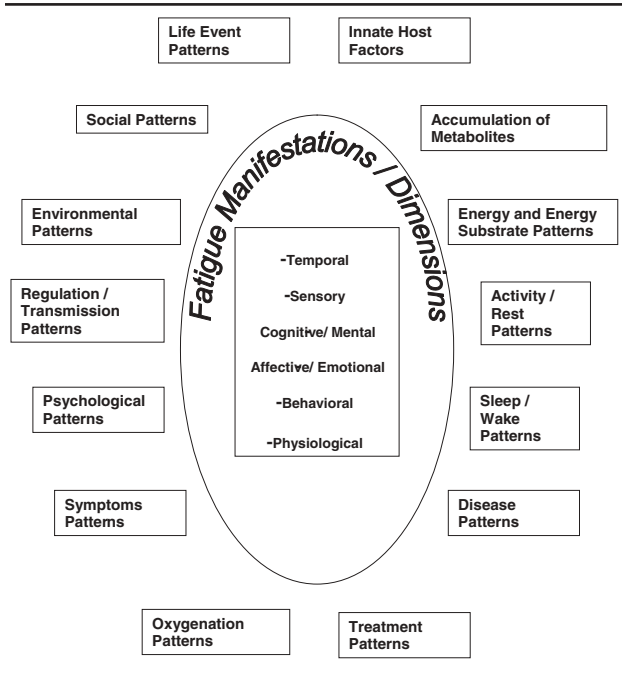 Life Event
Patterns
Innate Host
Factors
Social Patterns
Accumulation of
Metabolites
Fatigue Manifestations / Dimensions
Environmental
Patterns
Energy and Energy
Substrate Patterns
-Temporal
-Sensory
Cognitive/ Mental
Affective/ Emotional
-Behavioral
-Physiological
Regulation /
Transmission
Patterns
Activity /
Rest
Patterns
Psychological
Patterns
Sleep /
Wake
Patterns
Symptoms
Patterns
Disease
Patterns
Oxygenation
Patterns
Treatment
Patterns